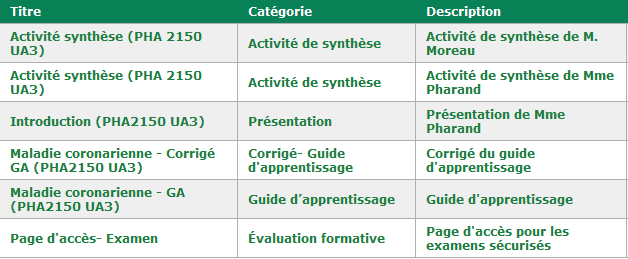 Titre Catégorie Description
Activité synthèse (PHA 2150 UA3) Activité de synthèse Activité de synthèse de M. Moreau
Activité synthèse (PHA 2150 UA3) Activité de synthèse Activité de synthèse de Mme Pharand
Introduction (PHA2150 UA3) Présentation Présentation de Mme Pharand
Maladie coronarienne - Corrigé GA (PHA2150 UA3) Corrigé- Guide d'apprentissage Corrigé du guide d'apprentissage
Maladie coronarienne - GA (PHA2150 UA3) Guide d’apprentissage Guide d'apprentissage
Page d'accès- Examen Évaluation formative Page d'accès pour les examens sécurisés